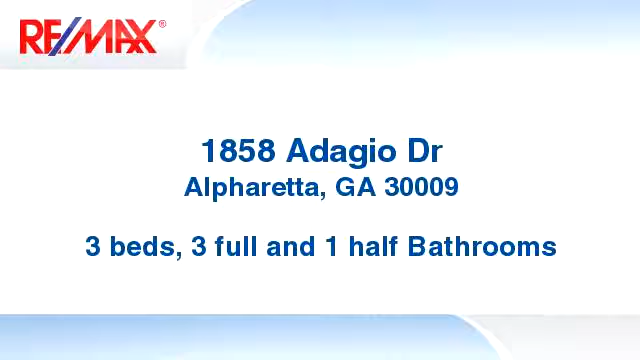 RE/MAX®
1858 Adagio Dr
Alpharetta, GA 30009
3 beds, 3 full and 1 half Bathrooms